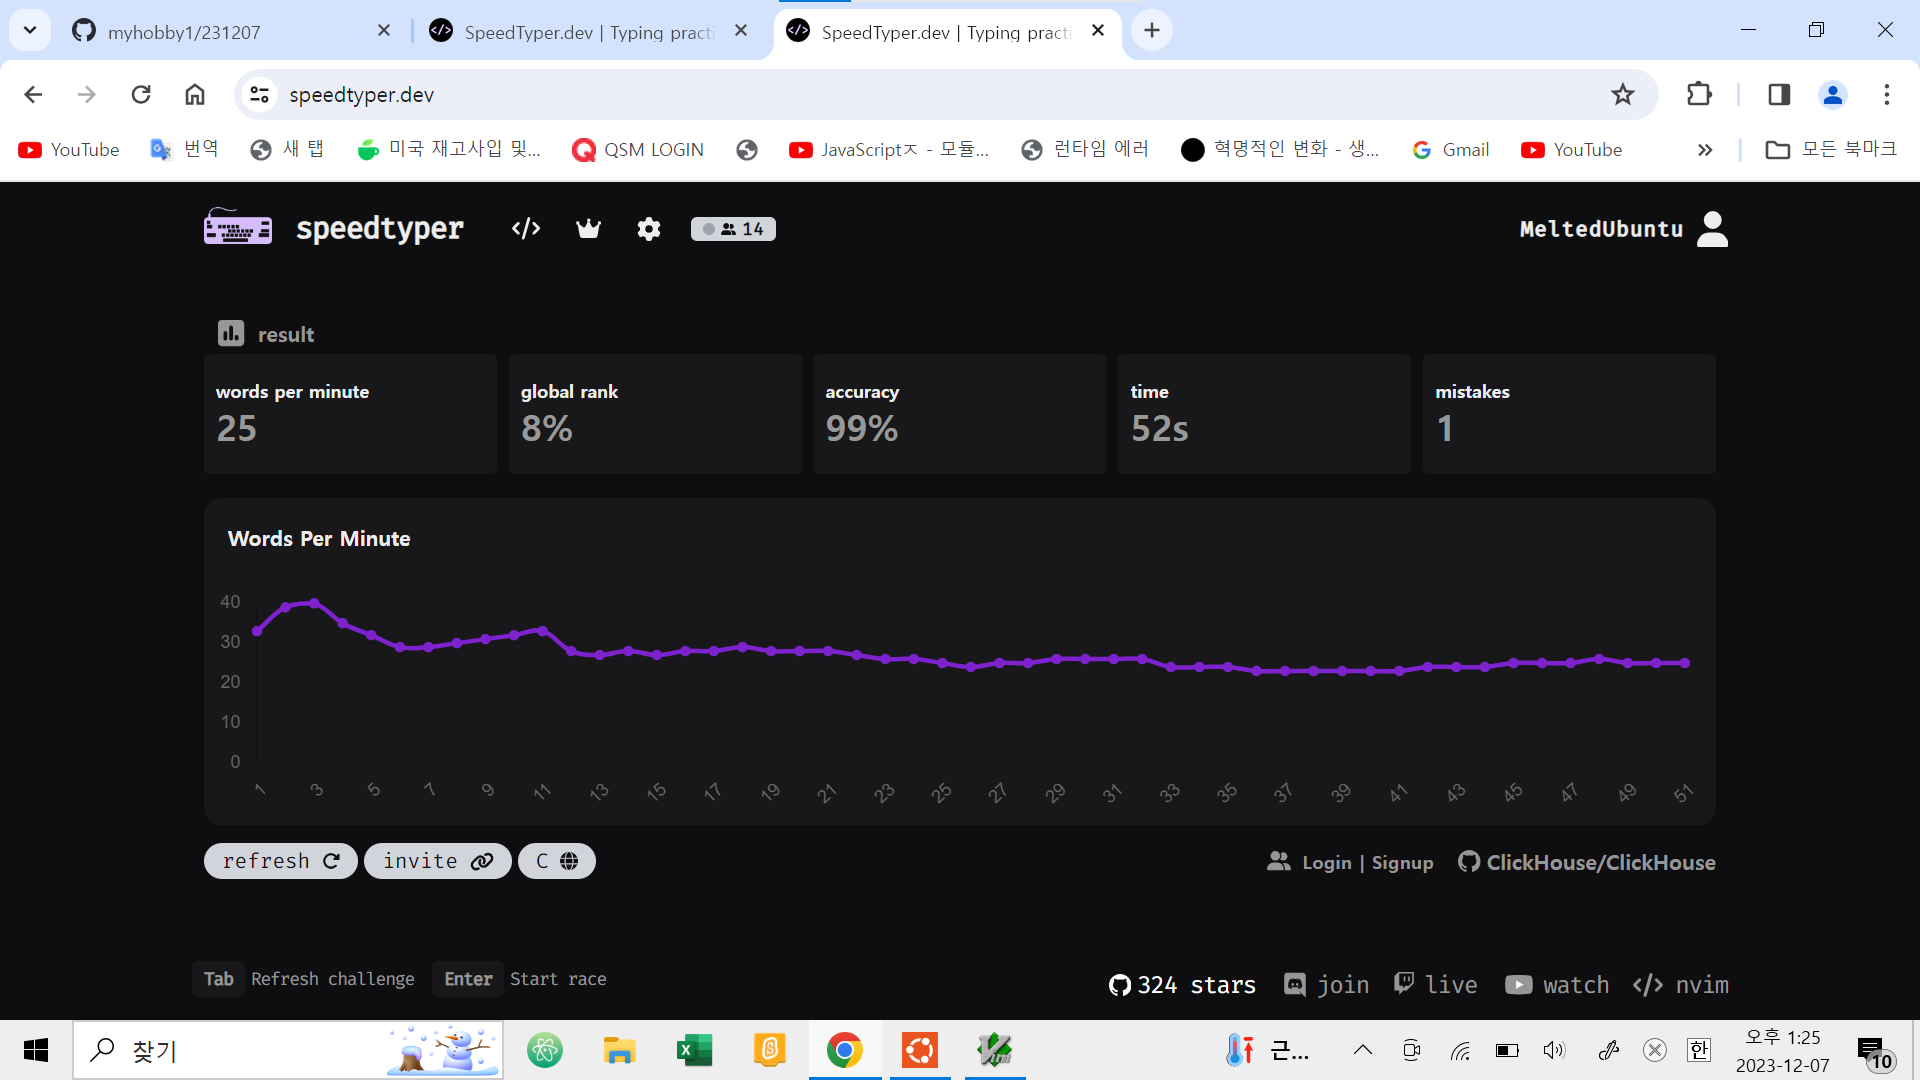 myhobby1/231207
SpeedTyper.dev | Typing practi
SpeedTyper.dev | Typing practi
speedtyper.dev
YouTube
번역
새 탭
미국 재고사입 및...
QSM LOGIN
JavaScriptㅈ - 모듈...
런타임 에러
혁명적인 변화 - 생...
Gmail
YouTube
모든 북마크
speedtyper
14
MeltedUbuntu
result
words per minute
25
global rank
8%
accuracy
99%
time
52s
mistakes
1
Words Per Minute
40
30
20
10
0
1 3 5 7 9 11 13 15 17 19 21 23 25 27 29 31 33 35 37 39 41 43 45 47 49 51
refresh
invite
C
Login | Signup
ClickHouse/ClickHouse
Tab Refresh challenge
Enter Start race
324 stars
join
live
watch
nvim
찾기
근...
한
오후 1:25
2023-12-07
10